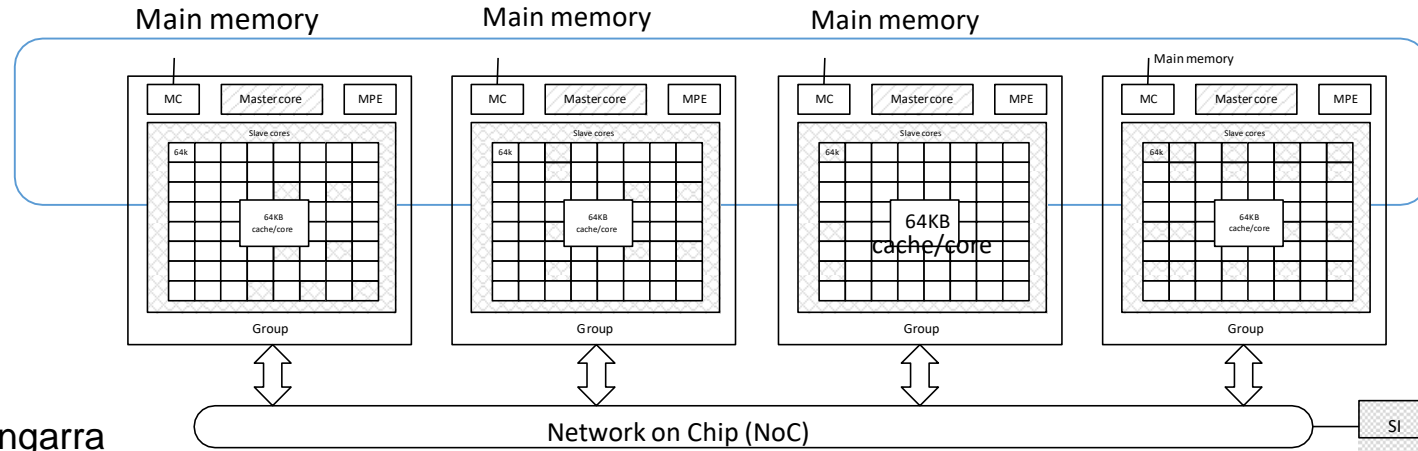 Main memory
Main memory
Main memory
Main memory
MC
Master core
MPE
MC
Master core
MPE
MC
Master core
MPE
MC
Master core
MPE
Slave cores
Slave cores
Slave cores
Slave cores
64k
64k
64k
64k
64KB
cache/core
64KB
cache/core
64KB
cache/core
64KB
cache/core
Group
Group
Group
Group
Network on Chip (NoC)
SI
ngarra